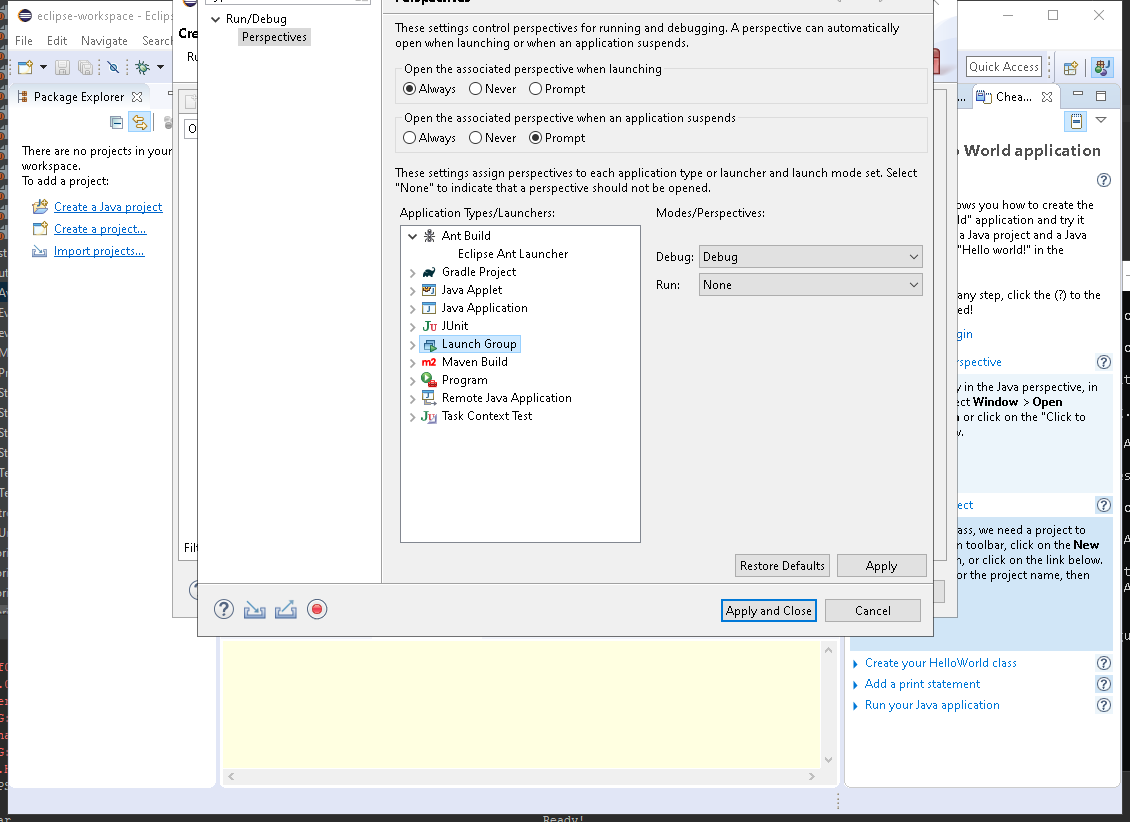 eclipse-workspace - Eclips
File Edit Navigate Searc
Package Explorer
There are no projects in your
workspace.
To add a project:
Create a Java project
Create a project...
Import projects...
Cre
Ru
Filt
Run/Debug
Perspectives
Perspectives
These settings control perspectives for running and debugging. A perspective can automatically
open when launching or when an application suspends.
Open the associated perspective when launching
Always Never Prompt
Open the associated perspective when an application suspends
Always Never Prompt
These settings assign perspectives to each application type or launcher and launch mode set. Select
"None" to indicate that a perspective should not be opened.
Application Types/Launchers:
Ant Build
Eclipse Ant Launcher
Gradle Project
Java Applet
Java Application
JUnit
Launch Group
Maven Build
Program
Remote Java Application
Task Context Test
Modes/Perspectives:
Debug: Debug
Run: None
Restore Defaults Apply
Apply and Close Cancel
Quick Access
Chea...
World application
ows you how to create the
ld" application and try it
a Java project and a Java
"Hello world!" in the
any step, click the (?) to the
ed!
gin
rspective
y in the Java perspective, in
ect Window > Open
or click on the "Click to
w.
ect
ass, we need a project to
n toolbar, click on the New
n, or click on the link below.
or the project name, then
Create your HelloWorld class
Add a print statement
Run your Java application
Ready!